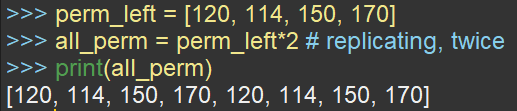 >>> perm_left = [120, 114, 150, 170]
>>> all_perm = perm_left*2 # replicating, twice
>>> print(all_perm)
[120, 114, 150, 170, 120, 114, 150, 170]